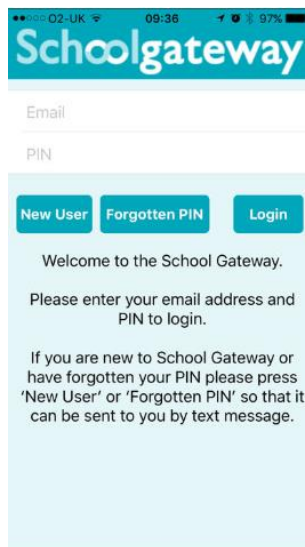 O2-UK 09:36 97%
Schoolgateway
Email
PIN
New User Forgotten PIN Login
Welcome to the School Gateway.
Please enter your email address and
PIN to login.
If you are new to School Gateway or
have forgotten your PIN please press
'New User' or 'Forgotten PIN' so that it
can be sent to you by text message.